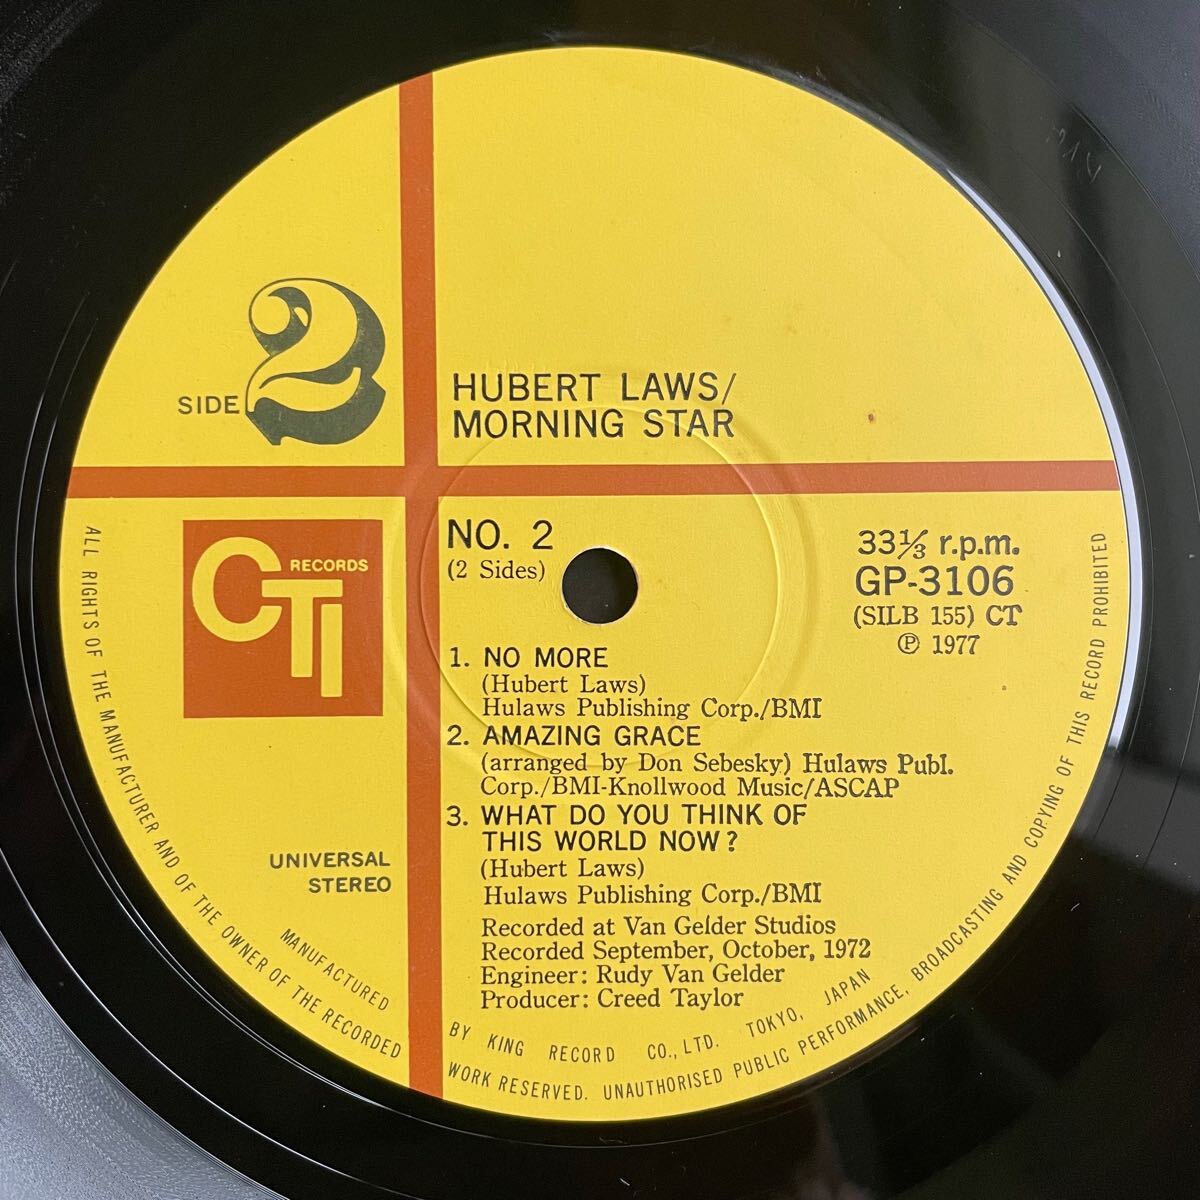 SIDE 2
HUBERT LAWS/
MORNING STAR
CTI RECORDS
NO. 2
(2 Sides)
33⅓ r.p.m.
GP-3106
(SILB 155) CT
℗ 1977
1. NO MORE
(Hubert Laws)
Hulaws Publishing Corp./BMI
2. AMAZING GRACE
(arranged by Don Sebesky) Hulaws Publ.
Corp./BMI-Knollwood Music/ASCAP
3. WHAT DO YOU THINK OF
THIS WORLD NOW?
(Hubert Laws)
Hulaws Publishing Corp./BMI
Recorded at Van Gelder Studios
Recorded September, October, 1972
Engineer: Rudy Van Gelder
Producer: Creed Taylor
UNIVERSAL
STEREO
MANUFACTURED BY KING RECORD CO., LTD. TOKYO, JAPAN
ALL RIGHTS OF THE MANUFACTURER AND OF THE OWNER OF THE RECORDED WORK RESERVED. UNAUTHORISED PUBLIC PERFORMANCE, BROADCASTING AND COPYING OF THIS RECORD PROHIBITED